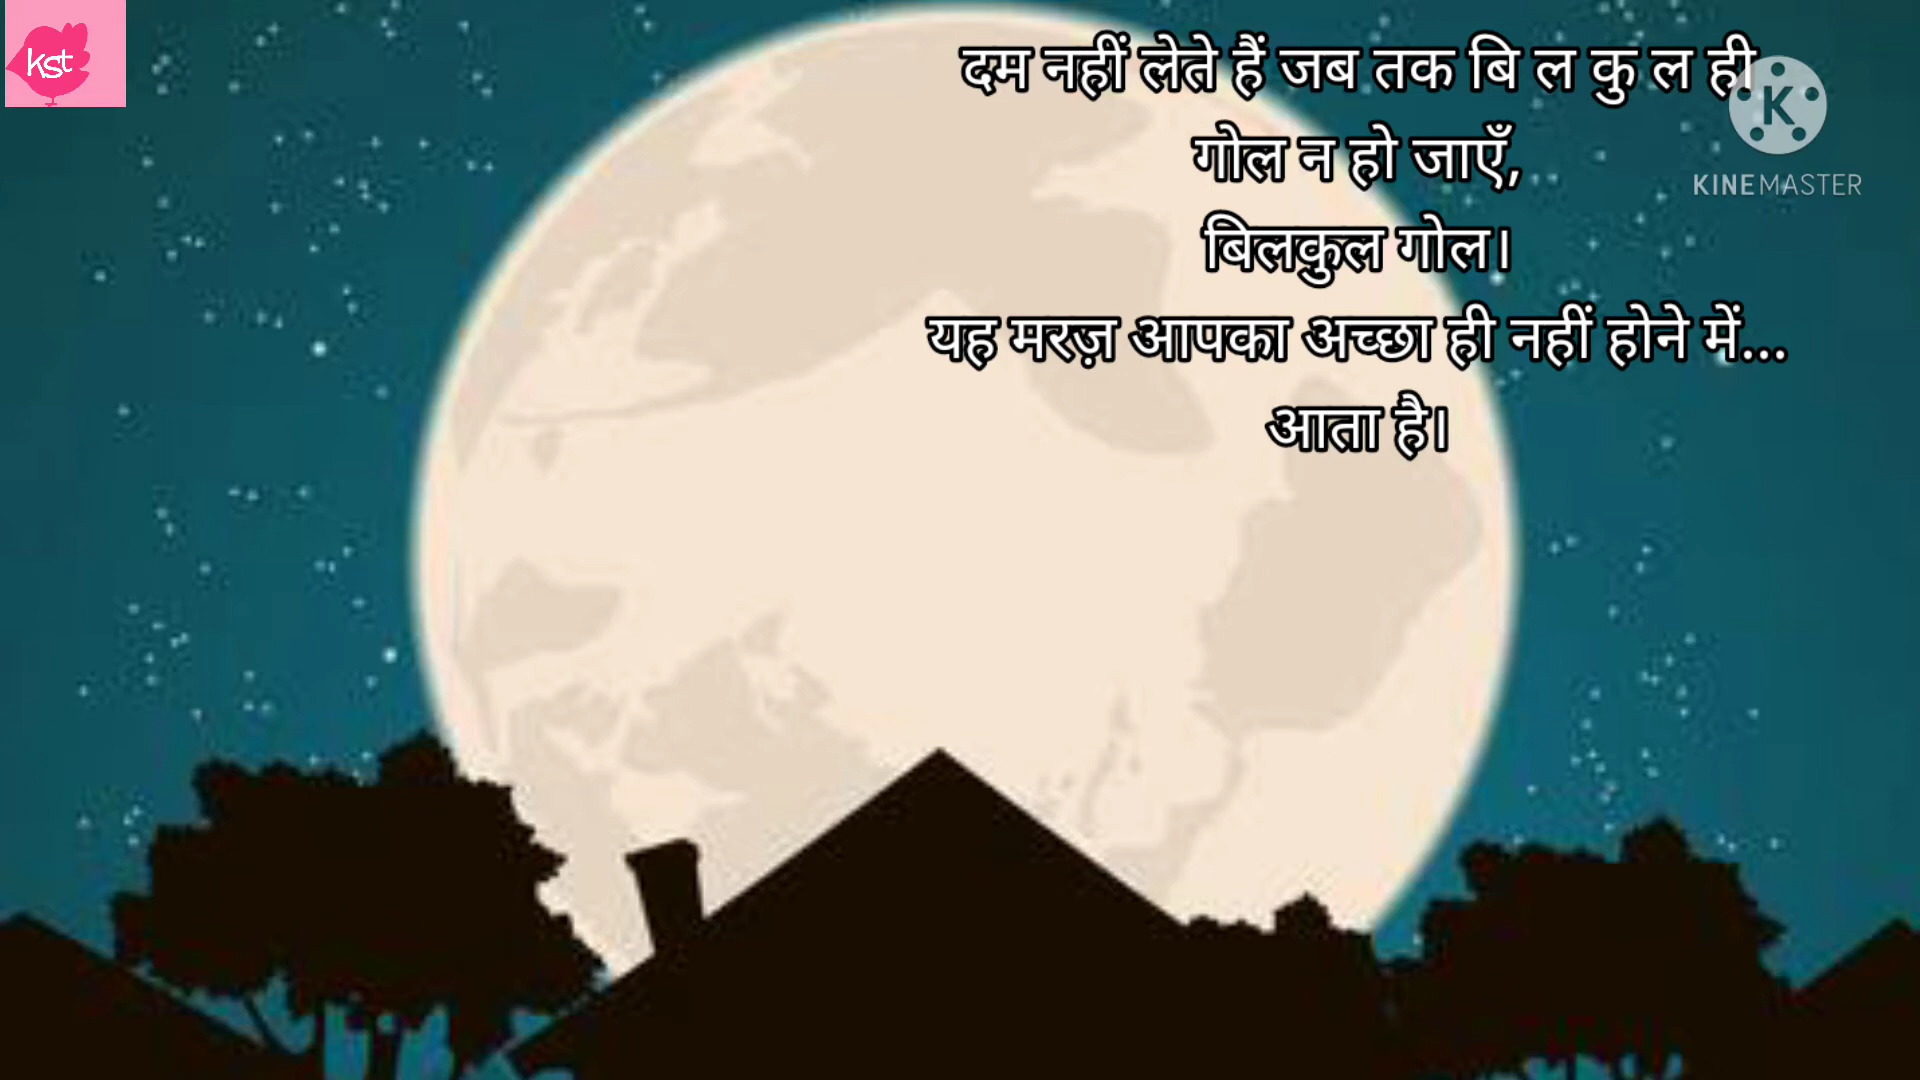 kst
दम नहीं लेते हैं जब तक बि ल कु ल ही
गोल न हो जाएँ,
बिलकुल गोल।
यह मरज़ आपका अच्छा ही नहीं होने में...
आता है।
K
KINEMASTER